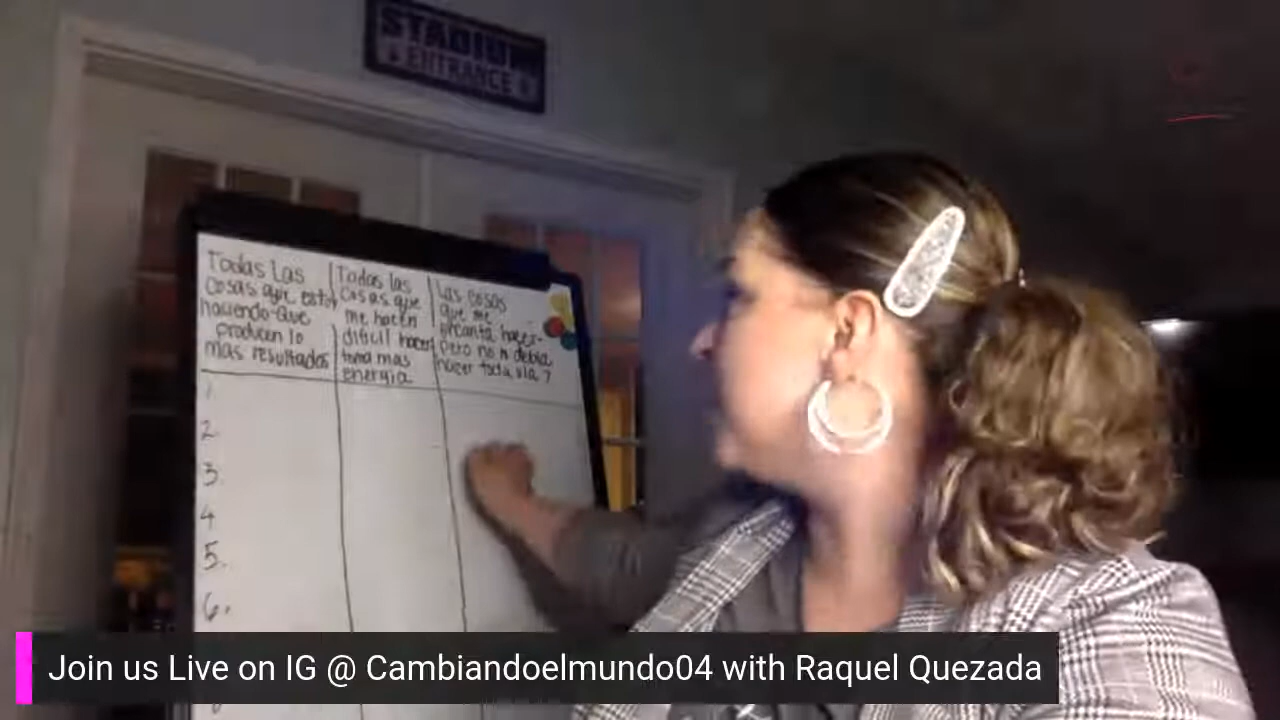 STADIUM
ENTRANCE
Todas Las
cosas que estoy
haciendo-que
producen lo
mas resultados
Todas las
cosas que
me hacen
dificil hacer
toma mas
energia
Las cosas
que me
encanta hacer-
pero no debia
hacer toda via?
1
2
3.
4
5.
6.
Join us Live on IG @ Cambiandoelmundo04 with Raquel Quezada